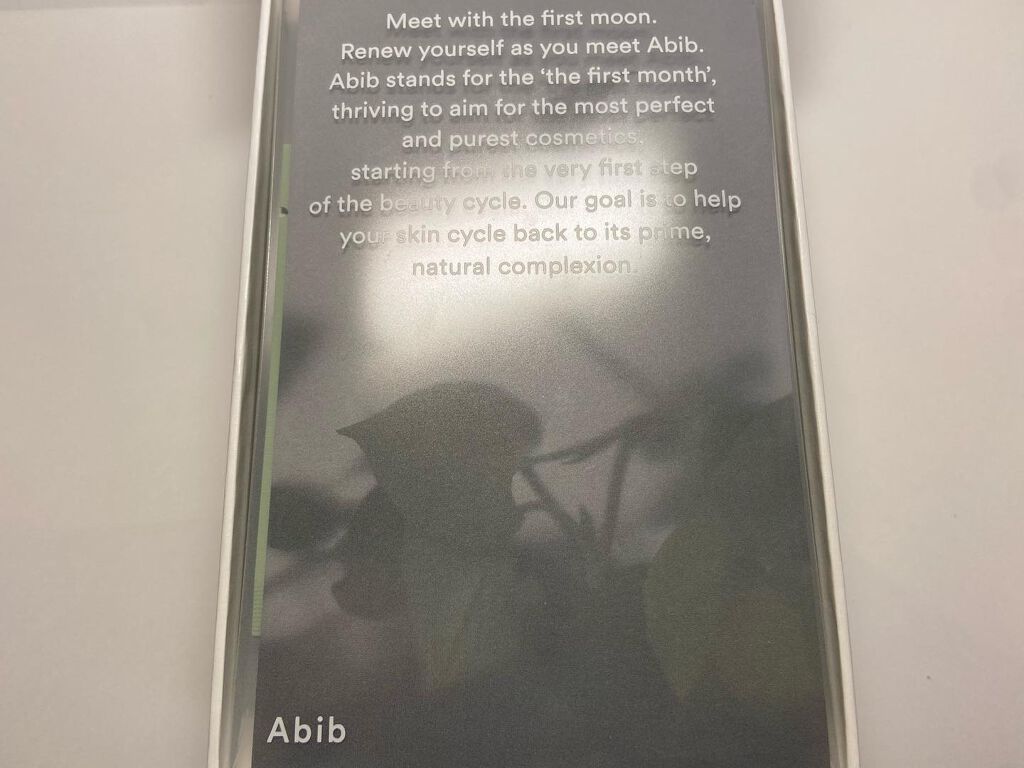 Meet with the first moon.
Renew yourself as you meet Abib.
Abib stands for the ‘the first month’,
thriving to aim for the most perfect
and purest cosmetics,
starting from the very first step
of the beauty cycle. Our goal is to help
your skin cycle back to its prime,
natural complexion.
Abib